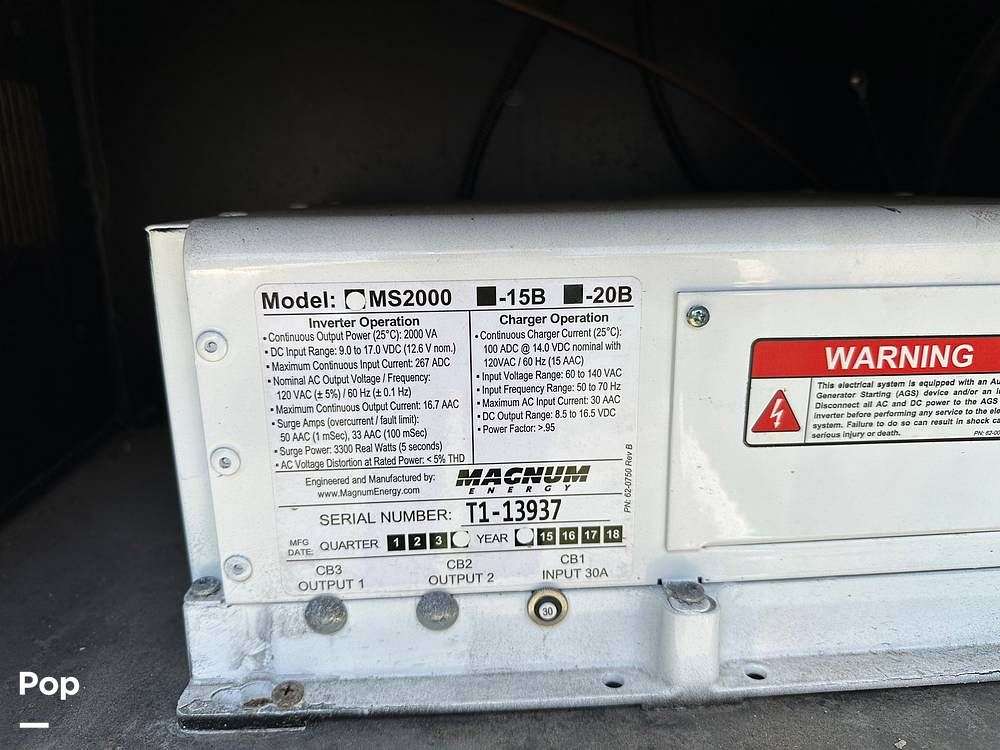 Model: MS2000 -15B -20B
Inverter Operation
• Continuous Output Power (25°C): 2000 VA
• DC Input Range: 9.0 to 17.0 VDC (12.6 V nom.)
• Maximum Continuous Input Current: 267 ADC
• Nominal AC Output Voltage / Frequency:
120 VAC (± 5%) / 60 Hz (± 0.1 Hz)
• Maximum Continuous Output Current: 16.7 AAC
• Surge Amps (overcurrent / fault limit):
50 AAC (1 mSec), 33 AAC (100 mSec)
• Surge Power: 3300 Real Watts (5 seconds)
• AC Voltage Distortion at Rated Power: < 5% THD
Charger Operation
• Continuous Charger Current (25°C):
100 ADC @ 14.0 VDC nominal with
120VAC / 60 Hz (15 AAC)
• Input Voltage Range: 60 to 140 VAC
• Input Frequency Range: 50 to 70 Hz
• Maximum AC Input Current: 30 AAC
• DC Output Range: 8.5 to 16.5 VDC
• Power Factor: >.95
Engineered and Manufactured by:
www.MagnumEnergy.com
MAGNUM
ENERGY
PN: 62-0750 Rev B
SERIAL NUMBER: T1-13937
MFG DATE: QUARTER 1 2 3 YEAR 15 16 17 18
CB3
OUTPUT 1
CB2
OUTPUT 2
CB1
INPUT 30A
30
WARNING
This electrical system is equipped with an Au
Generator Starting (AGS) device and/or an in
Disconnect all AC and DC power to the AGS
inverter before performing any service to the ele
system. Failure to do so can result in shock ca
serious injury or death.
PN: 62-00
Pop